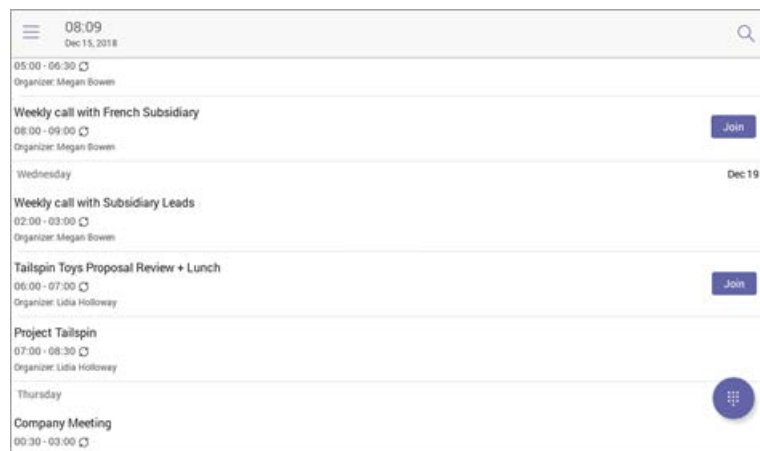 08:09
Dec 15, 2018
05:00 - 06:30
Organizer: Megan Bowen
Weekly call with French Subsidiary
08:00 - 09:00
Join
Organizer: Megan Bowen
Wednesday Dec 19
Weekly call with Subsidiary Leads
02:00 - 03:00
Organizer: Megan Bowen
Tailspin Toys Proposal Review + Lunch
06:00 - 07:00
Join
Organizer: Lidia Holloway
Project Tailspin
07:00 - 08:30
Organizer: Lidia Holloway
Thursday
Company Meeting
00:30 - 03:00